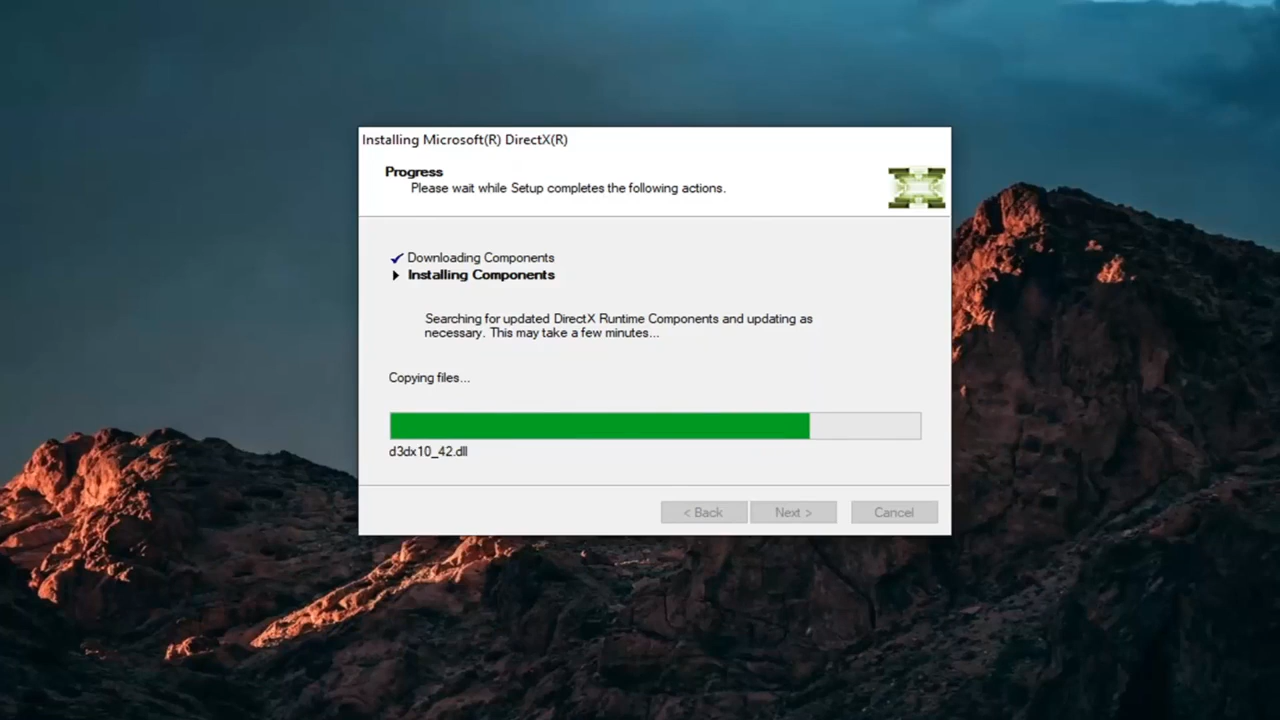 Installing Microsoft(R) DirectX(R)
Progress
Please wait while Setup completes the following actions.
Downloading Components
Installing Components
Searching for updated DirectX Runtime Components and updating as
necessary. This may take a few minutes...
Copying files...
d3dx10_42.dll
< Back
Next >
Cancel